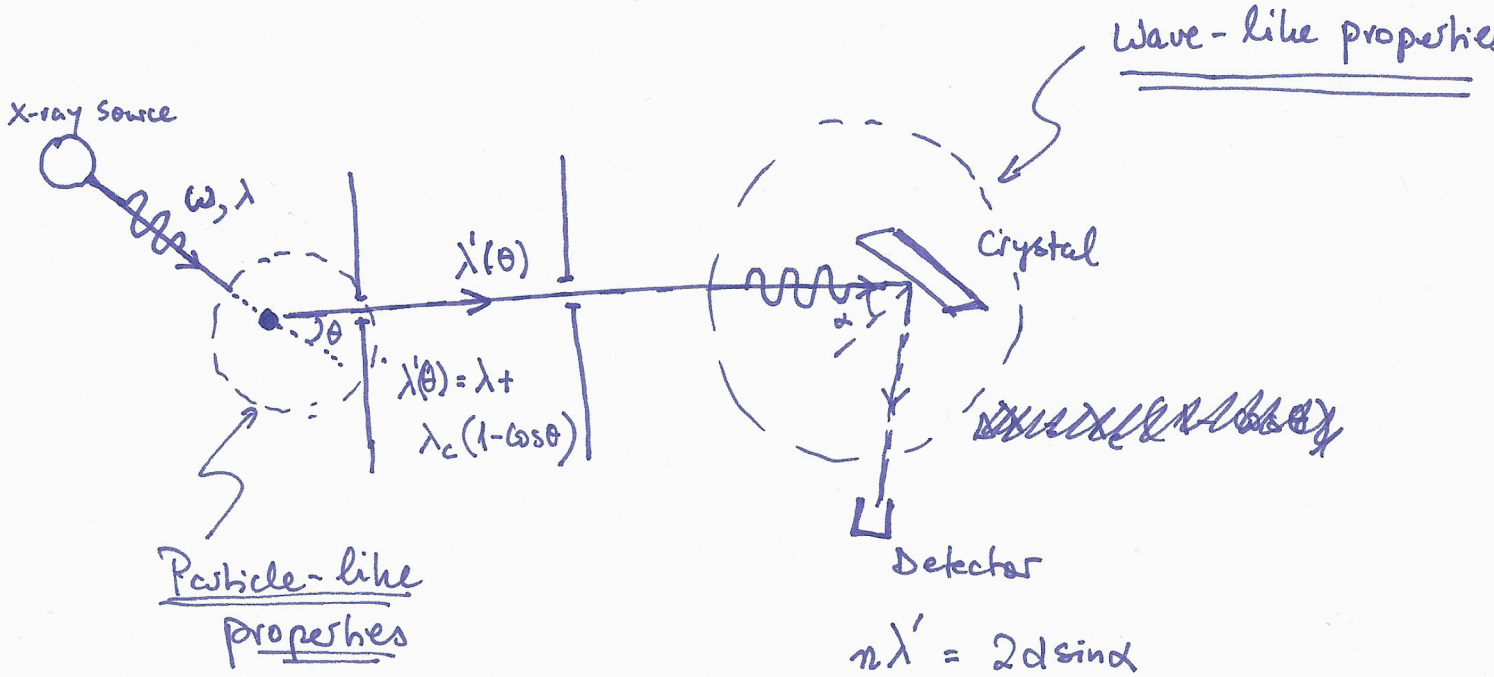 Wave-like properties
X-ray source
ω, λ
λ'(θ)
Crystal
θ
α
λ'(θ) = λ +
λc (1-cosθ)
Particle-like
properties
Detector
nλ' = 2d sinα